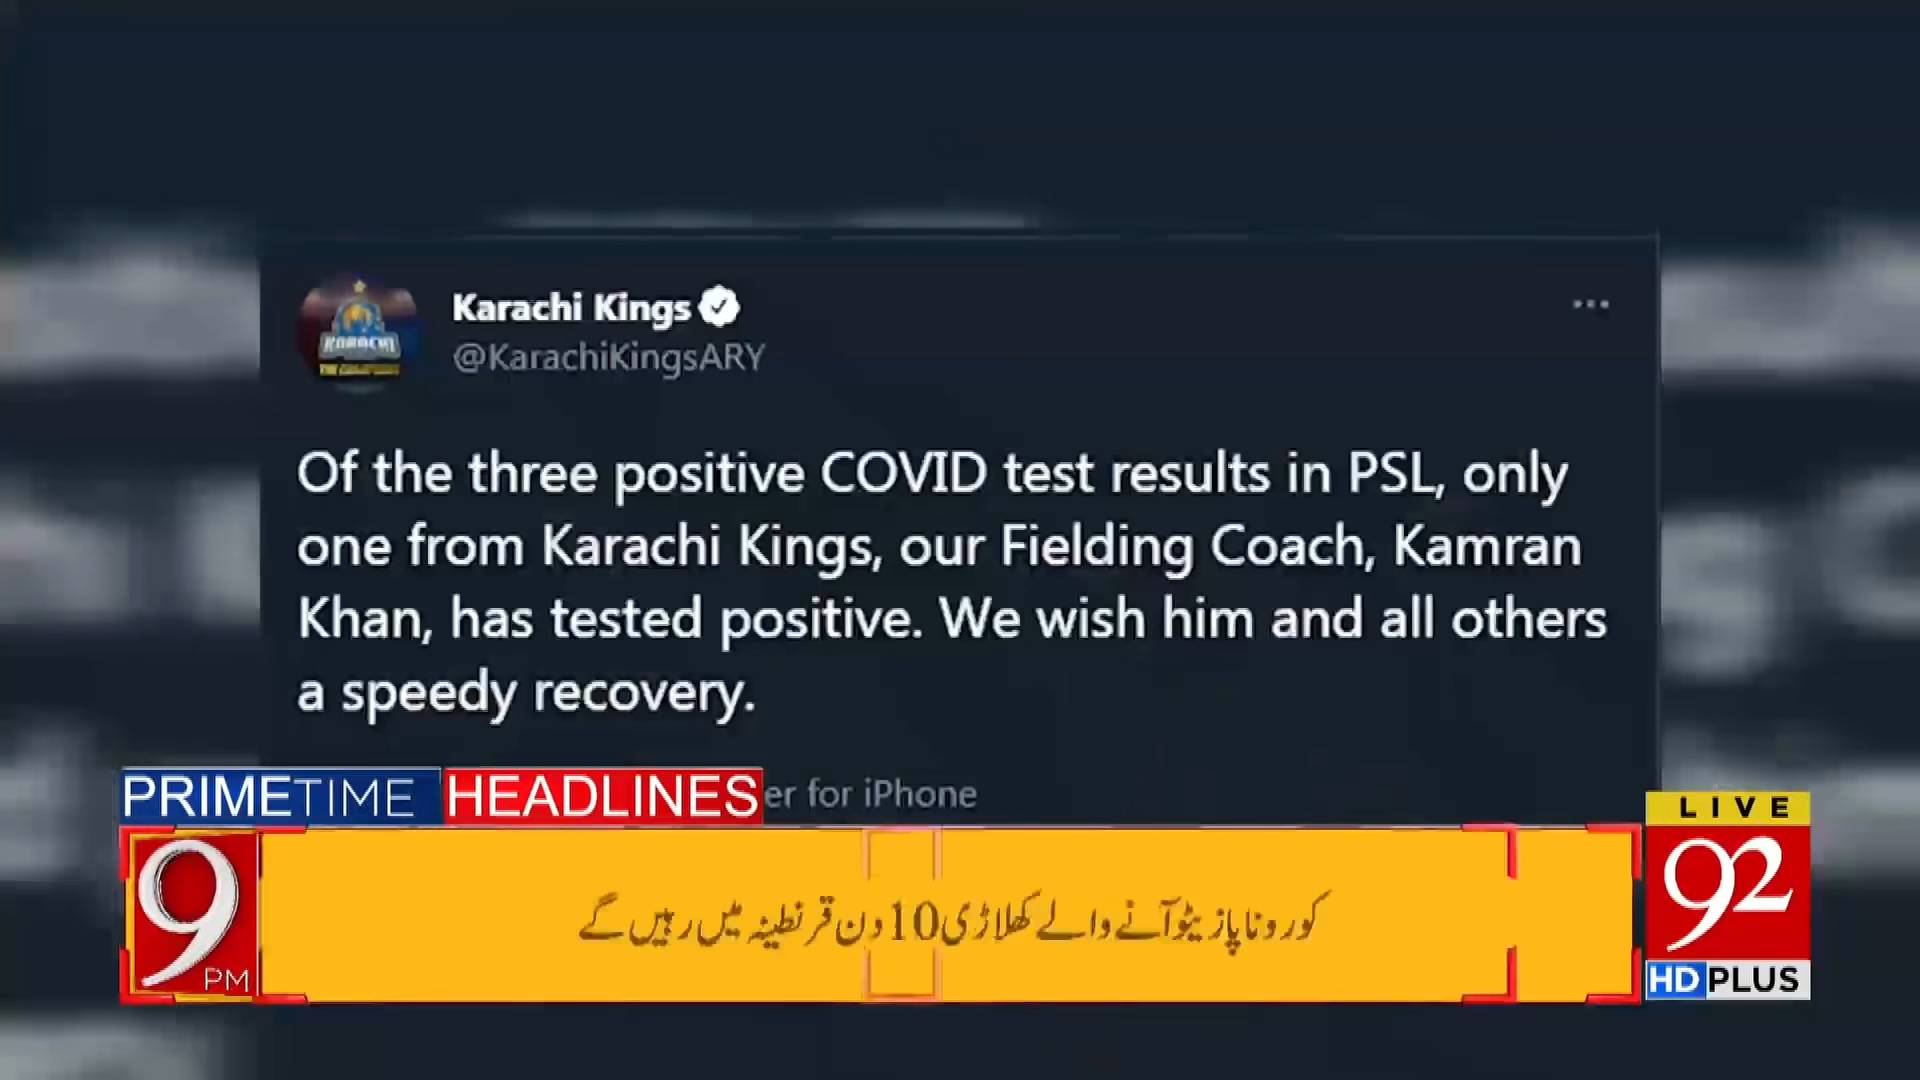 Karachi Kings
@KarachiKingsARY
Of the three positive COVID test results in PSL, only
one from Karachi Kings, our Fielding Coach, Kamran
Khan, has tested positive. We wish him and all others
a speedy recovery.
er for iPhone
PRIMETIME HEADLINES
9 PM
کورونا پازیٹو آنے والے کھلاڑی 10 دن قرنطینہ میں رہیں گے
LIVE
92
HD PLUS